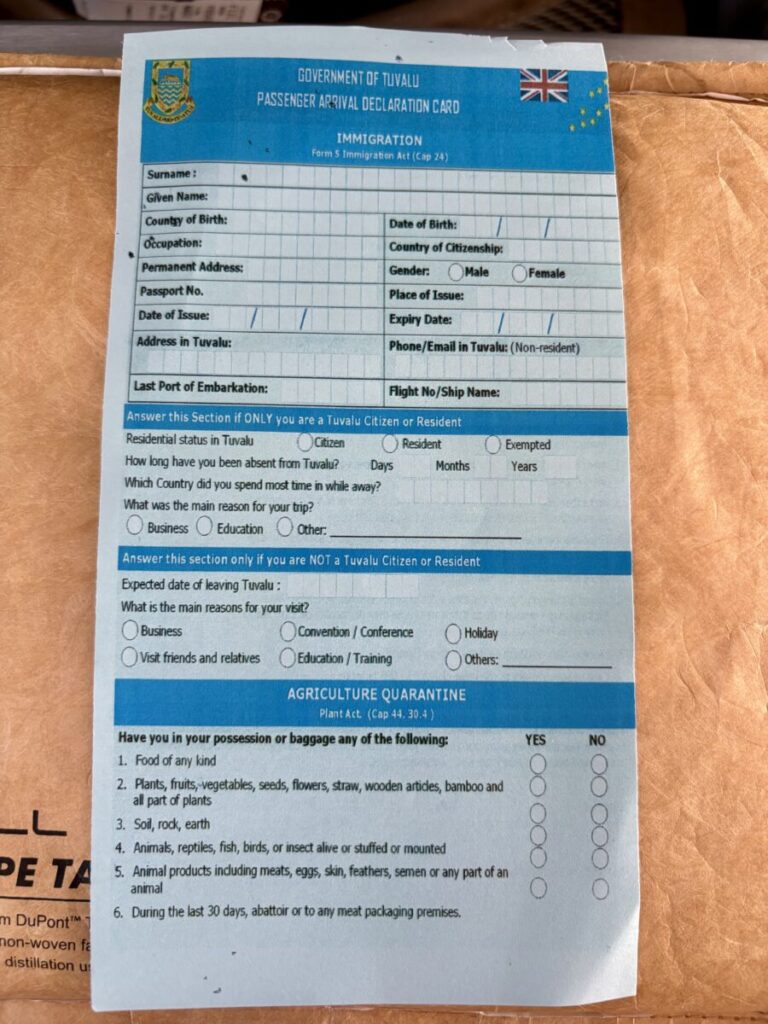 GOVERNMENT OF TUVALU
PASSENGER ARRIVAL DECLARATION CARD
IMMIGRATION
Form 5 Immigration Act (Cap 24)
Surname :
Given Name:
Country of Birth:
Date of Birth: / /
Occupation:
Country of Citizenship:
Permanent Address:
Gender: Male Female
Passport No.
Place of Issue:
Date of Issue: / /
Expiry Date: / /
Address in Tuvalu:
Phone/Email in Tuvalu: (Non-resident)
Last Port of Embarkation:
Flight No/Ship Name:
Answer this Section if ONLY you are a Tuvalu Citizen or Resident
Residential status in Tuvalu Citizen Resident Exempted
How long have you been absent from Tuvalu? Days Months Years
Which Country did you spend most time in while away?
What was the main reason for your trip?
Business Education Other:
Answer this section only if you are NOT a Tuvalu Citizen or Resident
Expected date of leaving Tuvalu :
What is the main reasons for your visit?
Business Convention / Conference Holiday
Visit friends and relatives Education / Training Others:
AGRICULTURE QUARANTINE
Plant Act. (Cap 44. 30.4 )
Have you in your possession or baggage any of the following: YES NO
1. Food of any kind
2. Plants, fruits, vegetables, seeds, flowers, straw, wooden articles, bamboo and
all part of plants
3. Soil, rock, earth
4. Animals, reptiles, fish, birds, or insect alive or stuffed or mounted
5. Animal products including meats, eggs, skin, feathers, semen or any part of an
animal
6. During the last 30 days, abattoir or to any meat packaging premises.
PE TA
m DuPont™
non-woven fa
distillation u